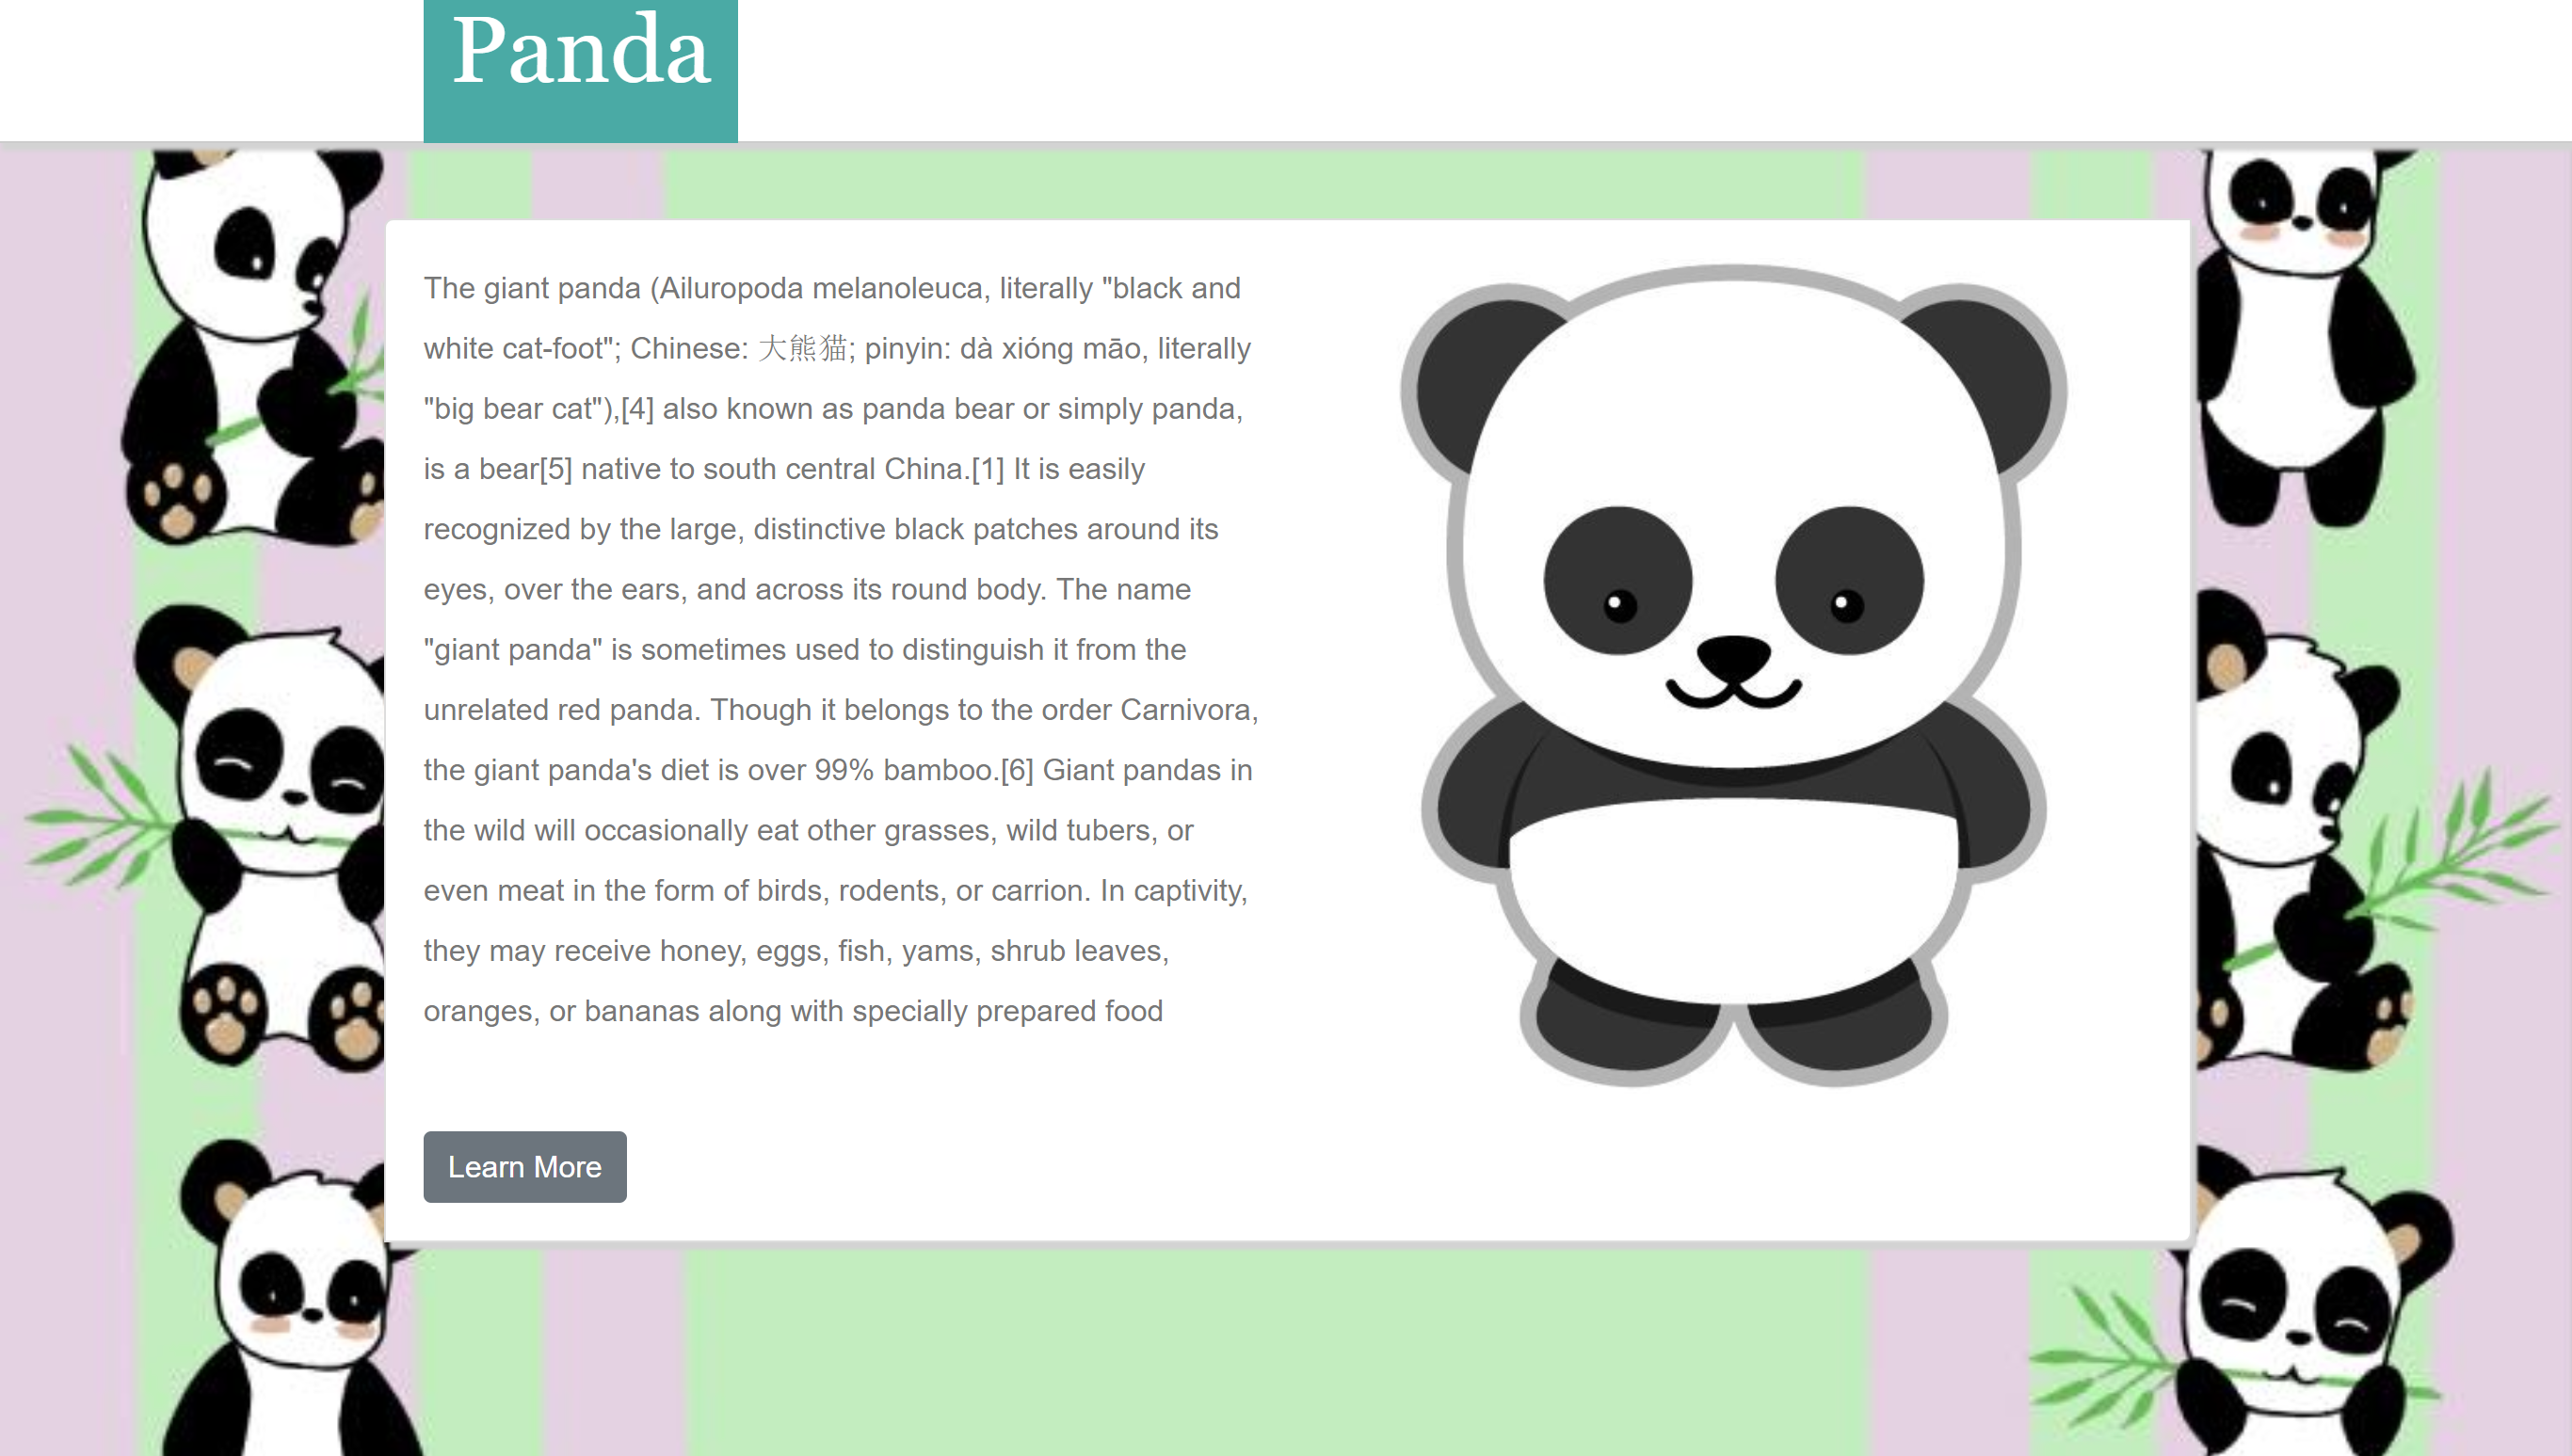 Panda
The giant panda (Ailuropoda melanoleuca, literally "black and
white cat-foot"; Chinese: 大熊猫; pinyin: dà xióng māo, literally
"big bear cat"),[4] also known as panda bear or simply panda,
is a bear[5] native to south central China.[1] It is easily
recognized by the large, distinctive black patches around its
eyes, over the ears, and across its round body. The name
"giant panda" is sometimes used to distinguish it from the
unrelated red panda. Though it belongs to the order Carnivora,
the giant panda's diet is over 99% bamboo.[6] Giant pandas in
the wild will occasionally eat other grasses, wild tubers, or
even meat in the form of birds, rodents, or carrion. In captivity,
they may receive honey, eggs, fish, yams, shrub leaves,
oranges, or bananas along with specially prepared food
Learn More